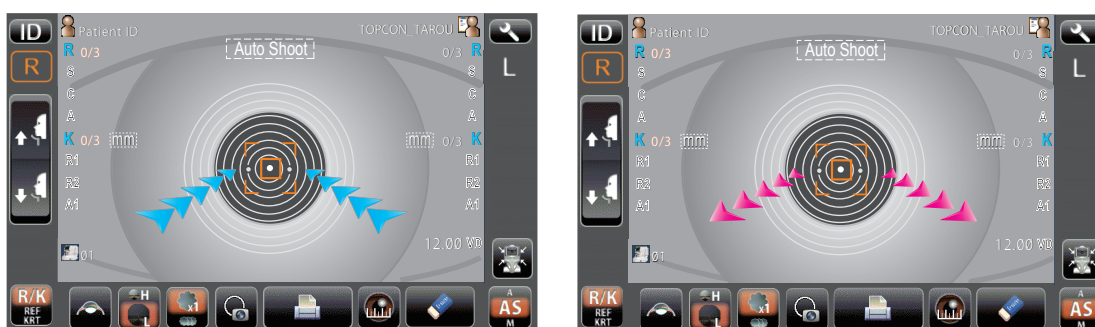 ID Patient ID TOPCON_TAROU
R 0/3 Auto Shoot 0/3 R
R S S L
C C
A A
K 0/3 mm mm 0/3 K
R1 R1
R2 R2
A1 A1
12.00 VD
01
R/K H A
REF x1 AS
KRT L M
ID Patient ID TOPCON_TAROU
R 0/3 Auto Shoot 0/3 R
R S S L
C C
A A
K 0/3 mm mm 0/3 K
R1 R1
R2 R2
A1 A1
12.00 VD
01
R/K H A
REF x1 AS
KRT L M